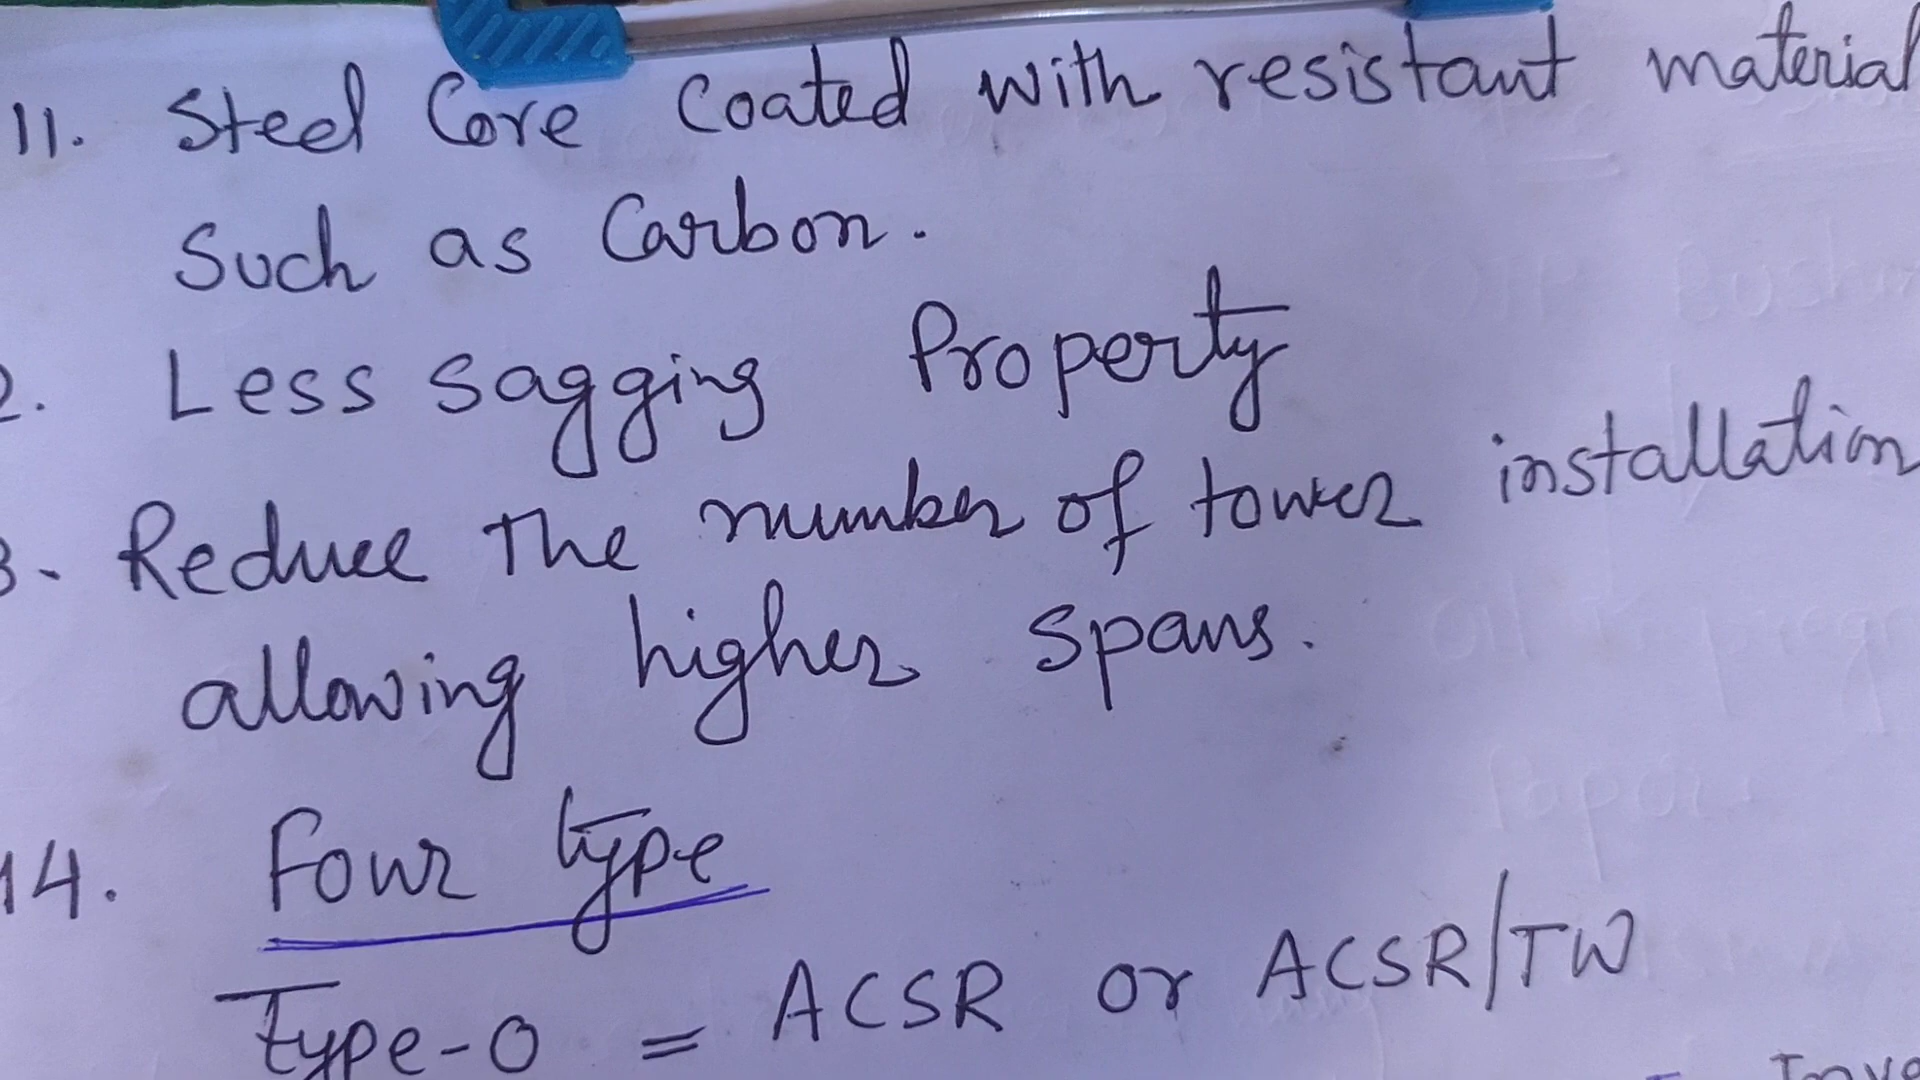 11. Steel Core Coated with resistant material
Such as Carbon.
2. Less sagging Property
3. Reduce The number of tower installation
allowing higher spans.
14. Four type
Type-0 = ACSR or ACSR/TW